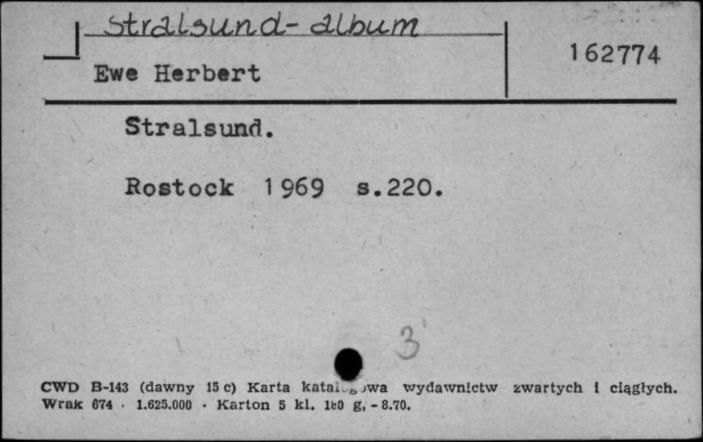 Stralsund- album
162774
Ewe Herbert
Stralsund.
Rostock 1969 s.220.
3
CWD B-143 (dawny 15 c) Karta wydawnictw zwartych i ciągłych.
Wrak 674 · 1.625.000 · Karton 5 kl. 180 g. - 8.70.